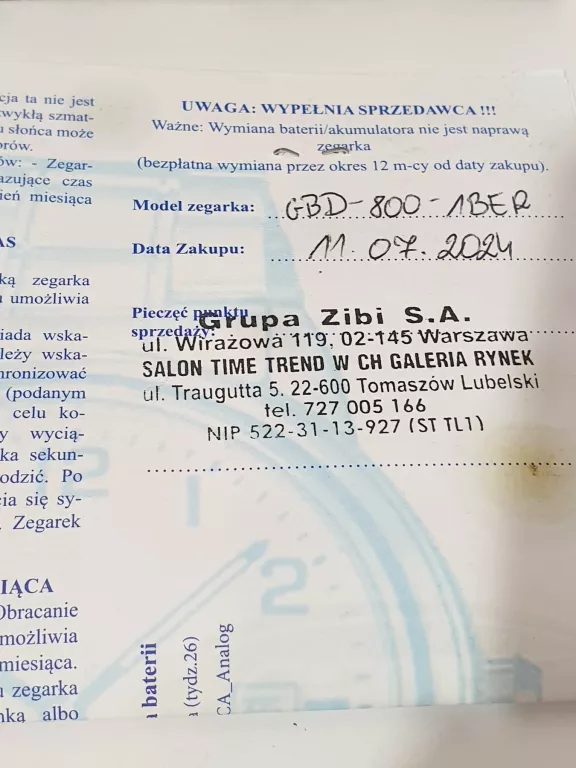 cja ta nie jest
wykłą szmat-
u słońca może
orów.
ów: - Zegar-
azujące czas
ień miesiąca
AS
ką zegarka
u umożliwia
iada wska-
leży wska-
hronizować
(podanym
celu ko-
y wycią-
ka sekun-
odzić. Po
cia się sy-
. Zegarek
IĄCA
Obracanie
możliwia
miesiąca.
u zegarka
nka albo
UWAGA: WYPEŁNIA SPRZEDAWCA !!!
Ważne: Wymiana baterii/akumulatora nie jest naprawą
zegarka
(bezpłatna wymiana przez okres 12 m-cy od daty zakupu).
Model zegarka: GBD-800-1BER
Data Zakupu: 11.07.2024
Pieczęć punktu
sprzedaży:
Grupa Zibi S.A.
ul. Wirażowa 119, 02-145 Warszawa
SALON TIME TREND W CH GALERIA RYNEK
ul. Traugutta 5. 22-600 Tomaszów Lubelski
tel. 727 005 166
NIP 522-31-13-927 (ST TL1)
12
1
2
a baterii
a (tydz.26)
CA_Analog